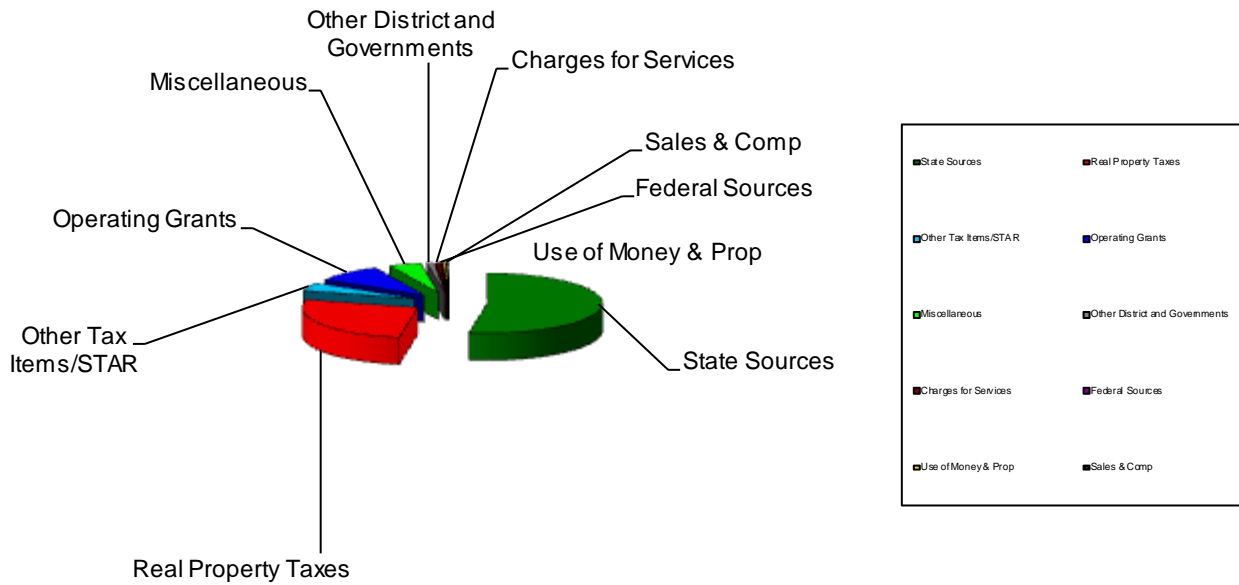 Other District and
Governments
Charges for Services
Miscellaneous
Sales & Comp
Federal Sources
Operating Grants
Use of Money & Prop
Other Tax
Items/STAR
State Sources
Real Property Taxes
State Sources
Real Property Taxes
Other Tax Items/STAR
Operating Grants
Miscellaneous
Other District and Governments
Charges for Services
Federal Sources
Use of Money & Prop
Sales & Comp